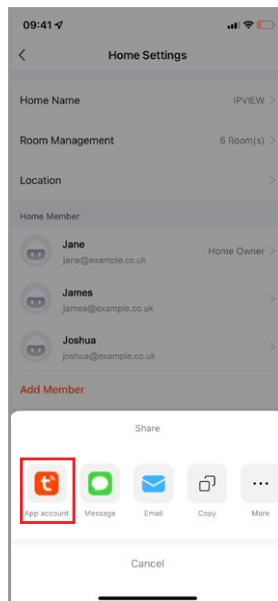 09:41
Home Settings
Home Name IPVIEW
Room Management 6 Room(s)
Location
Home Member
Jane
jane@example.co.uk
Home Owner
James
james@example.co.uk
Joshua
joshua@example.co.uk
Add Member
Share
App account Message Email Copy More
Cancel